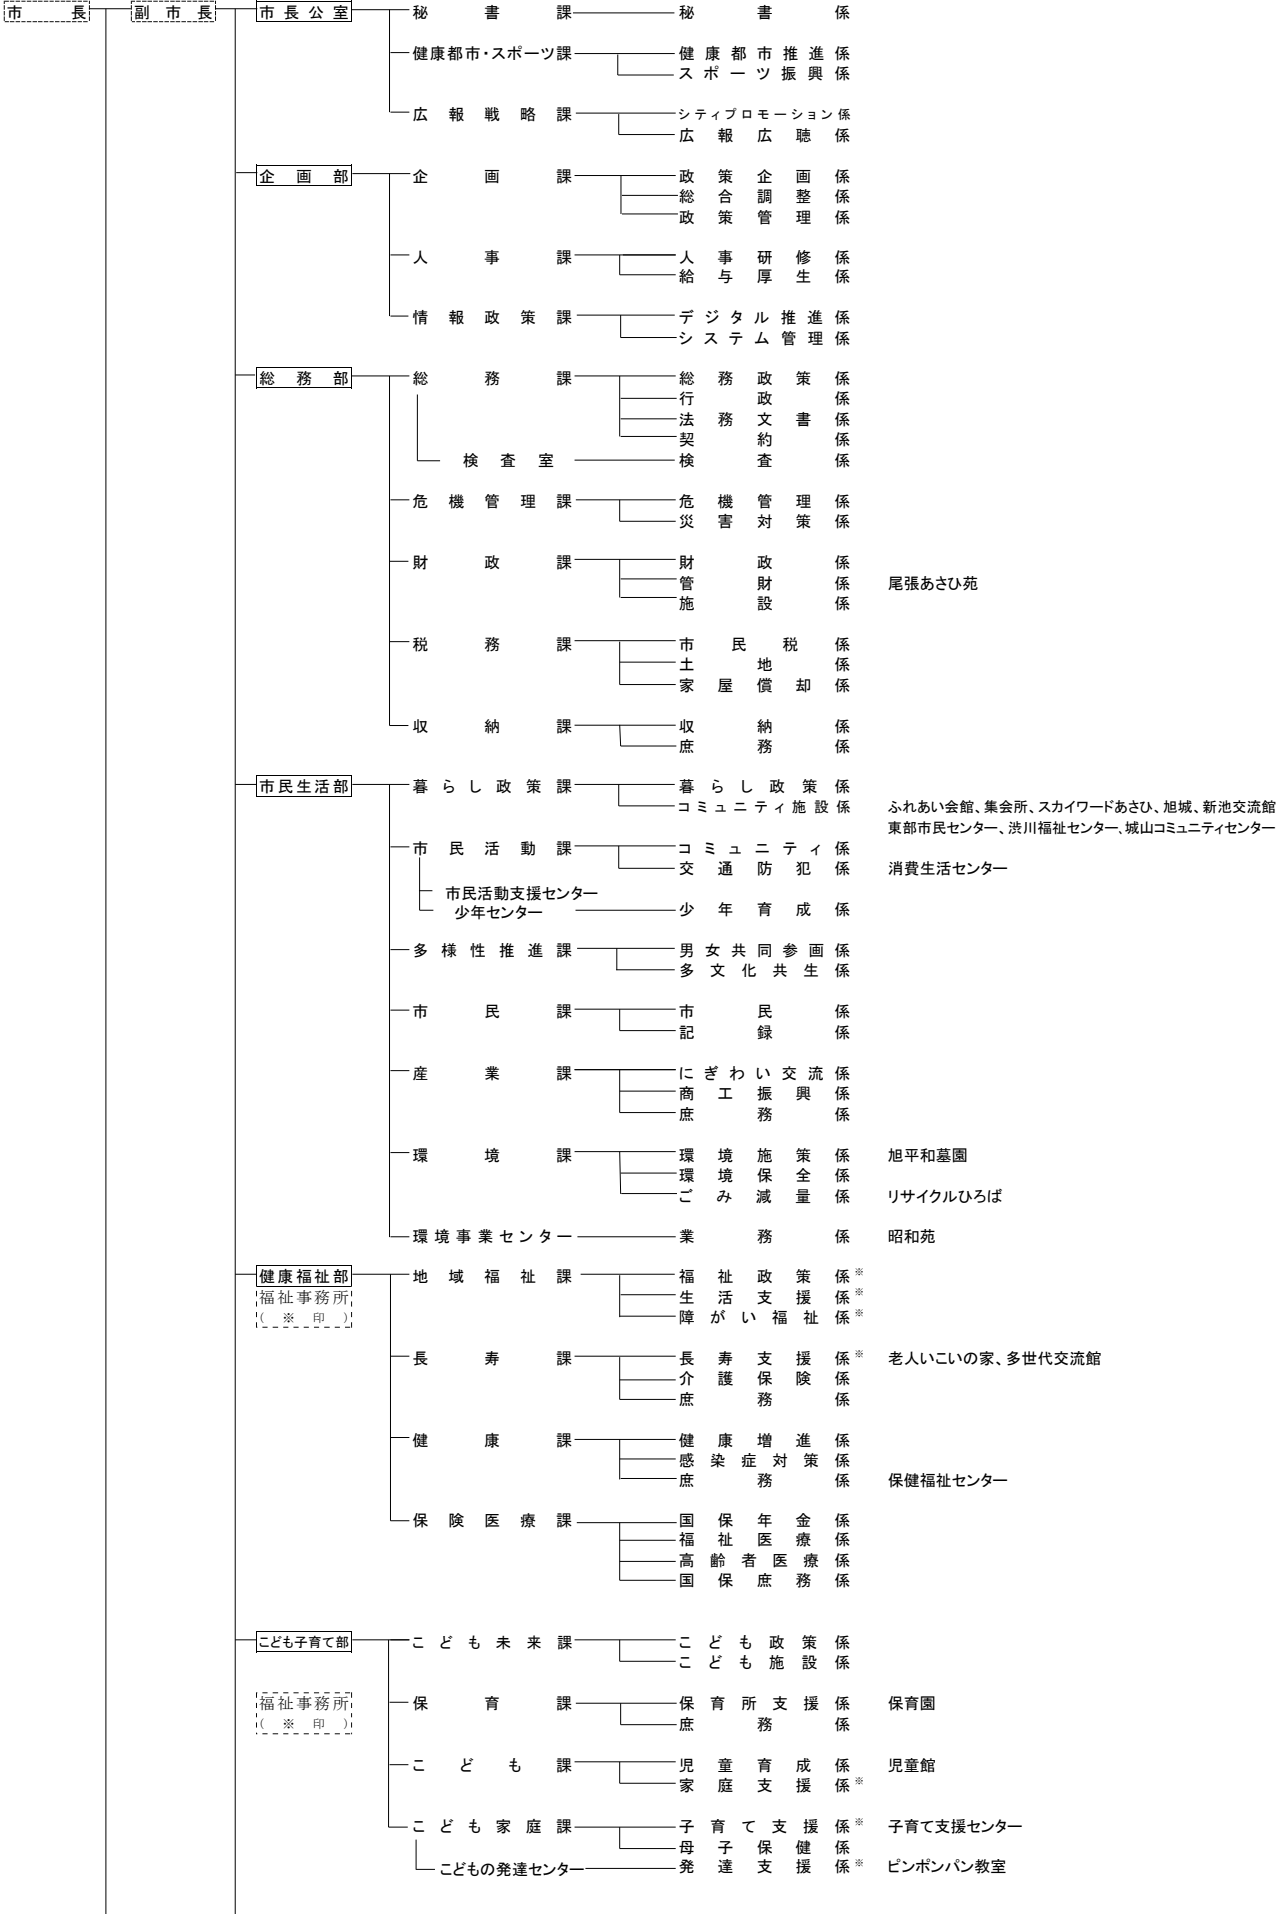 市長 副市長 市長公室 秘書課 秘書係
健康都市・スポーツ課 健康都市推進係
スポーツ振興係
広報戦略課 シティプロモーション係
広報広聴係
企画部 企画課 政策企画係
総合調整係
政策管理係
人事課 人事研修係
給与厚生係
情報政策課 デジタル推進係
システム管理係
総務部 総務課 総務政策係
行政係
法務文書係
契約係
検査室 検査係
危機管理課 危機管理係
災害対策係
財政課 財政係
管財係 尾張あさひ苑
施設係
税務課 市民税係
土地係
家屋償却係
収納課 収納係
庶務係
市民生活部 暮らし政策課 暮らし政策係
コミュニティ施設係 ふれあい会館、集会所、スカイワードあさひ、旭城、新池交流館
東部市民センター、渋川福祉センター、城山コミュニティセンター
市民活動課 コミュニティ係
交通防犯係 消費生活センター
市民活動支援センター
少年センター 少年育成係
多様性推進課 男女共同参画係
多文化共生係
市民課 市民係
記録係
産業課 にぎわい交流係
商工振興係
庶務係
環境課 環境施策係 旭平和墓園
環境保全係
ごみ減量係 リサイクルひろば
環境事業センター 業務係 昭和苑
健康福祉部 地域福祉課 福祉政策係※
福祉事務所 生活支援係※
(※印) 障がい福祉係※
長寿課 長寿支援係※ 老人いこいの家、多世代交流館
介護保険係
庶務係
健康課 健康増進係
感染症対策係
庶務係 保健福祉センター
保険医療課 国保年金係
福祉医療係
高齢者医療係
国保庶務係
こども子育て部 こども未来課 こども政策係
こども施設係
福祉事務所 保育課 保育所支援係 保育園
(※印) 庶務係
こども課 児童育成係 児童館
家庭支援係※
こども家庭課 子育て支援係※ 子育て支援センター
母子保健係
こどもの発達センター 発達支援係※ ピンポンパン教室